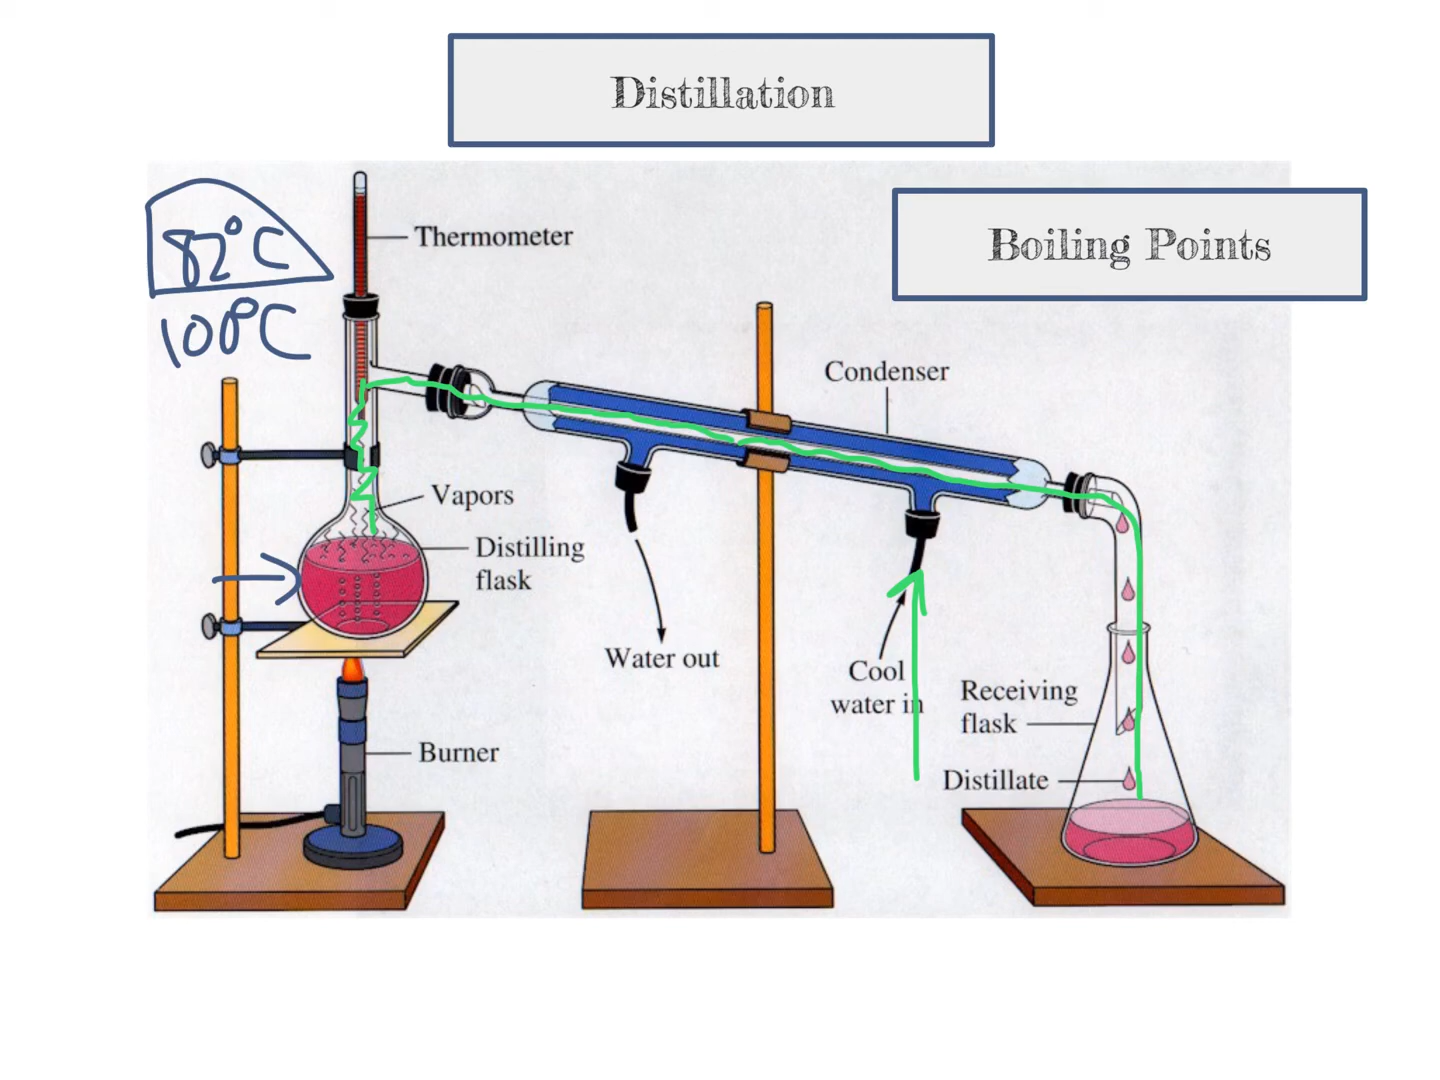 Distillation
Boiling Points
82°C
100°C
Thermometer
Condenser
Vapors
Distilling
flask
Water out
Cool
water in
Receiving
flask
Burner
Distillate